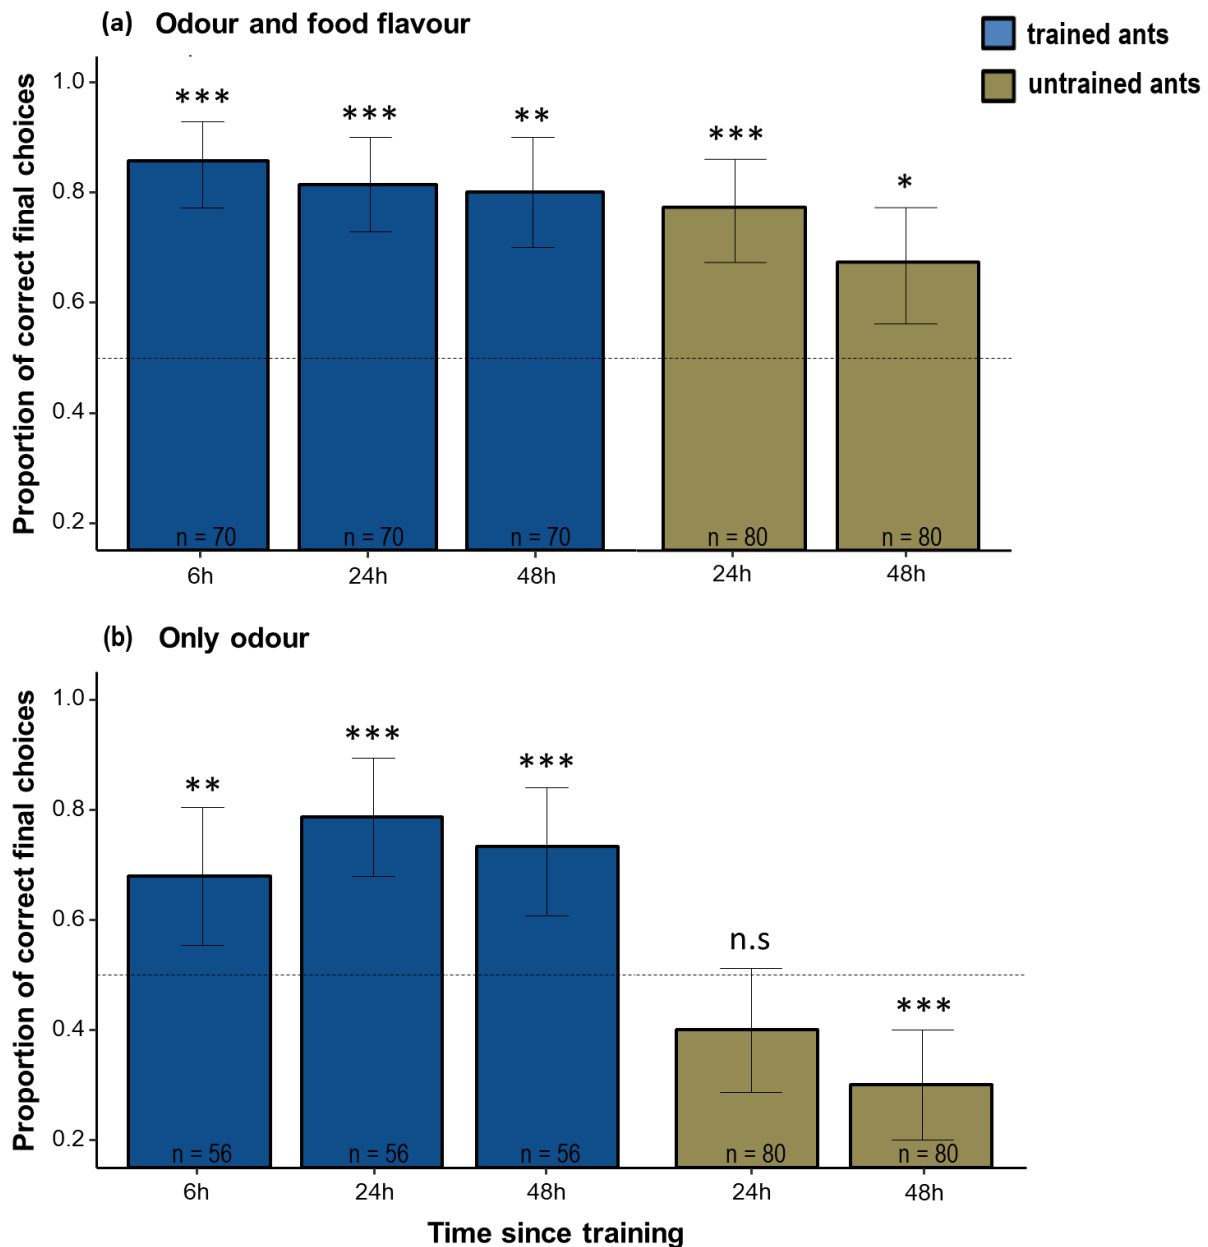 (a) Odour and food flavour
trained ants
untrained ants
Proportion of correct final choices
1.0
0.8
0.6
0.4
0.2
***
***
**
***
*
n = 70
n = 70
n = 70
n = 80
n = 80
6h
24h
48h
24h
48h
(b) Only odour
Proportion of correct final choices
1.0
0.8
0.6
0.4
0.2
**
***
***
n.s
***
n = 56
n = 56
n = 56
n = 80
n = 80
6h
24h
48h
24h
48h
Time since training